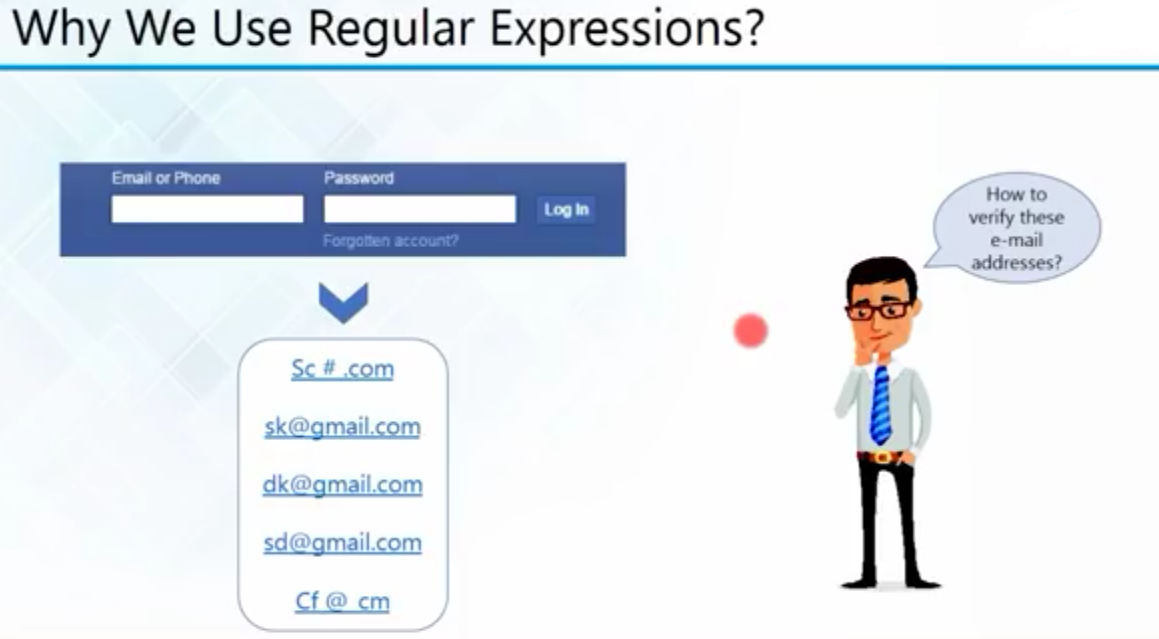 Why We Use Regular Expressions?
Email or Phone
Password
Log In
Forgotten account?
How to
verify these
e-mail
addresses?
Sc # .com
sk@gmail.com
dk@gmail.com
sd@gmail.com
Cf @ cm